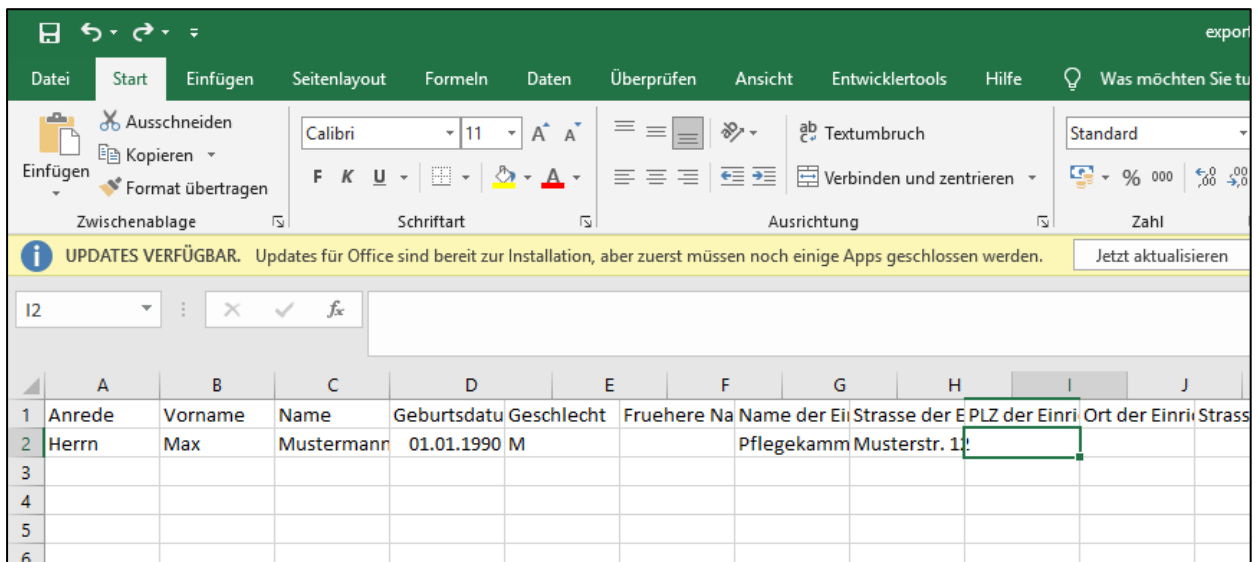 export
Datei Start Einfügen Seitenlayout Formeln Daten Überprüfen Ansicht Entwicklertools Hilfe Was möchten Sie tu
Ausschneiden
Kopieren
Format übertragen
Einfügen
Calibri 11 A A
F K U A
ab Textumbruch
Verbinden und zentrieren
Standard
% 000
Zwischenablage Schriftart Ausrichtung Zahl
UPDATES VERFÜGBAR. Updates für Office sind bereit zur Installation, aber zuerst müssen noch einige Apps geschlossen werden. Jetzt aktualisieren
I2 fx
A B C D E F G H I J
1 Anrede Vorname Name Geburtsdatu Geschlecht Fruehere Na Name der Ei Strasse der E PLZ der Einri Ort der Einri Strass
2 Herrn Max Mustermann 01.01.1990 M Pflegekamm Musterstr. 12
3
4
5
6